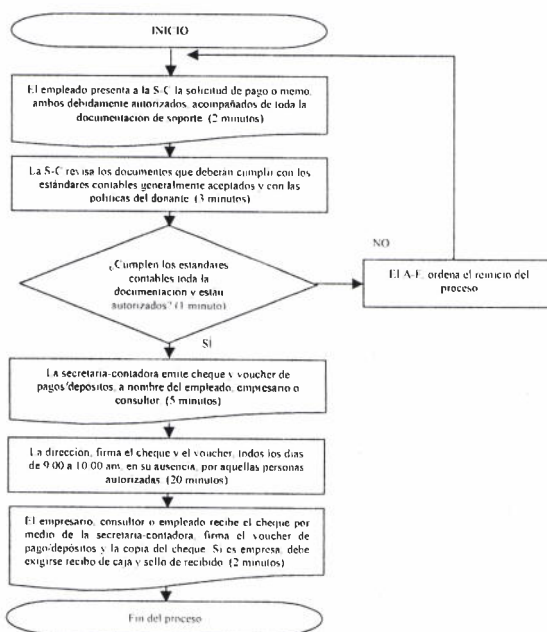 INICIO
El empleado presenta a la S-C la solicitud de pago o memo,
ambos debidamente autorizados, acompañados de toda la
documentacion de soporte (2 minutos)
La S-C revisa los documentos que deberán cumplir con los
estándares contables generalmente aceptados y con las
políticas del donante (3 minutos)
NO
¿Cumplen los estandares
contables toda la
documentacion y están
autorizados? (1 minuto)
El A-F, ordena el reinicio del
proceso
SÍ
La secretaria-contadora emite cheque y voucher de
pagos/depósitos, a nombre del empleado, empresario o
consultor (5 minutos)
La direccion, firma el cheque y el voucher, todos los dias
de 9.00 a 10.00 am, en su ausencia, por aquellas personas
autorizadas (20 minutos)
El empresario, consultor o empleado recibe el cheque por
medio de la secretaria-contadora, firma el voucher de
pago/depósitos y la copia del cheque. Si es empresa, debe
exigirse recibo de caja y sello de recibido (2 minutos)
Fin del proceso